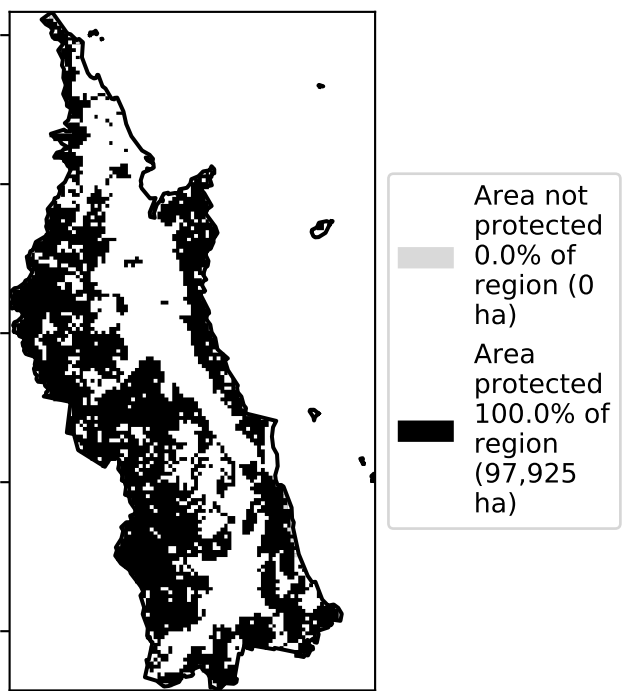 Area not
protected
0.0% of
region (0
ha)
Area
protected
100.0% of
region
(97,925
ha)